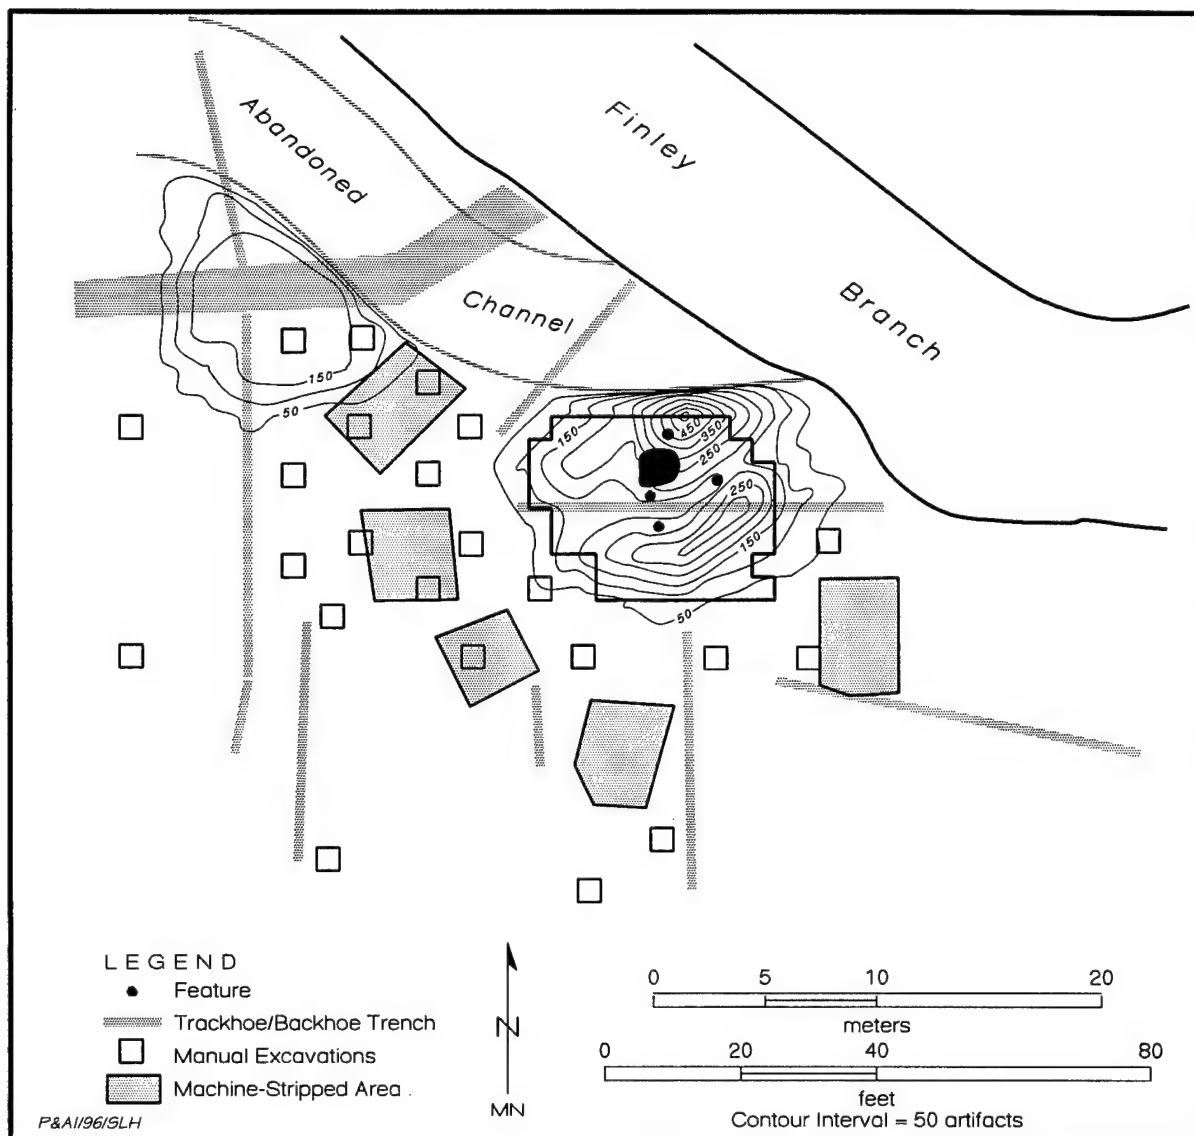 Abandoned
Channel
Finley
Branch
150
50
150
450
350
250
250
150
50
LEGEND
Feature
Trackhoe/Backhoe Trench
Manual Excavations
Machine-Stripped Area
N
MN
0 5 10 20
meters
0 20 40 80
feet
Contour Interval = 50 artifacts
P&AI/96/SLH